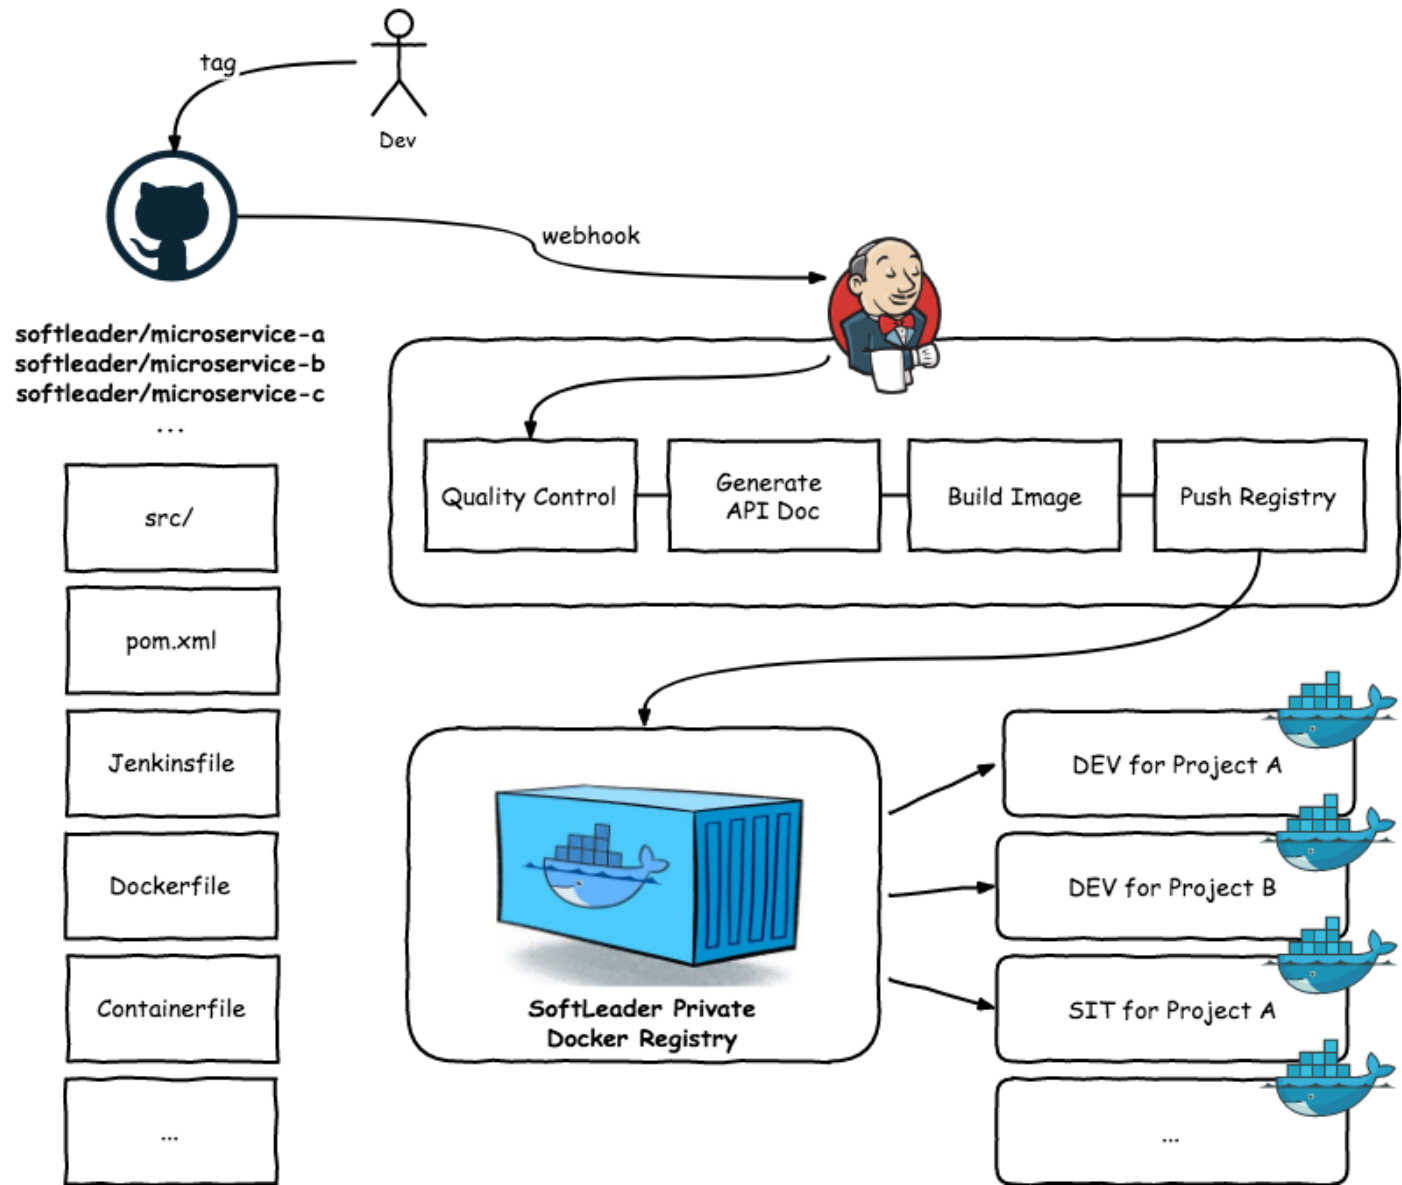 tag
Dev
webhook
softleader/microservice-a
softleader/microservice-b
softleader/microservice-c
...
src/
pom.xml
Jenkinsfile
Dockerfile
Containerfile
...
Quality Control
Generate
API Doc
Build Image
Push Registry
SoftLeader Private
Docker Registry
DEV for Project A
DEV for Project B
SIT for Project A
...